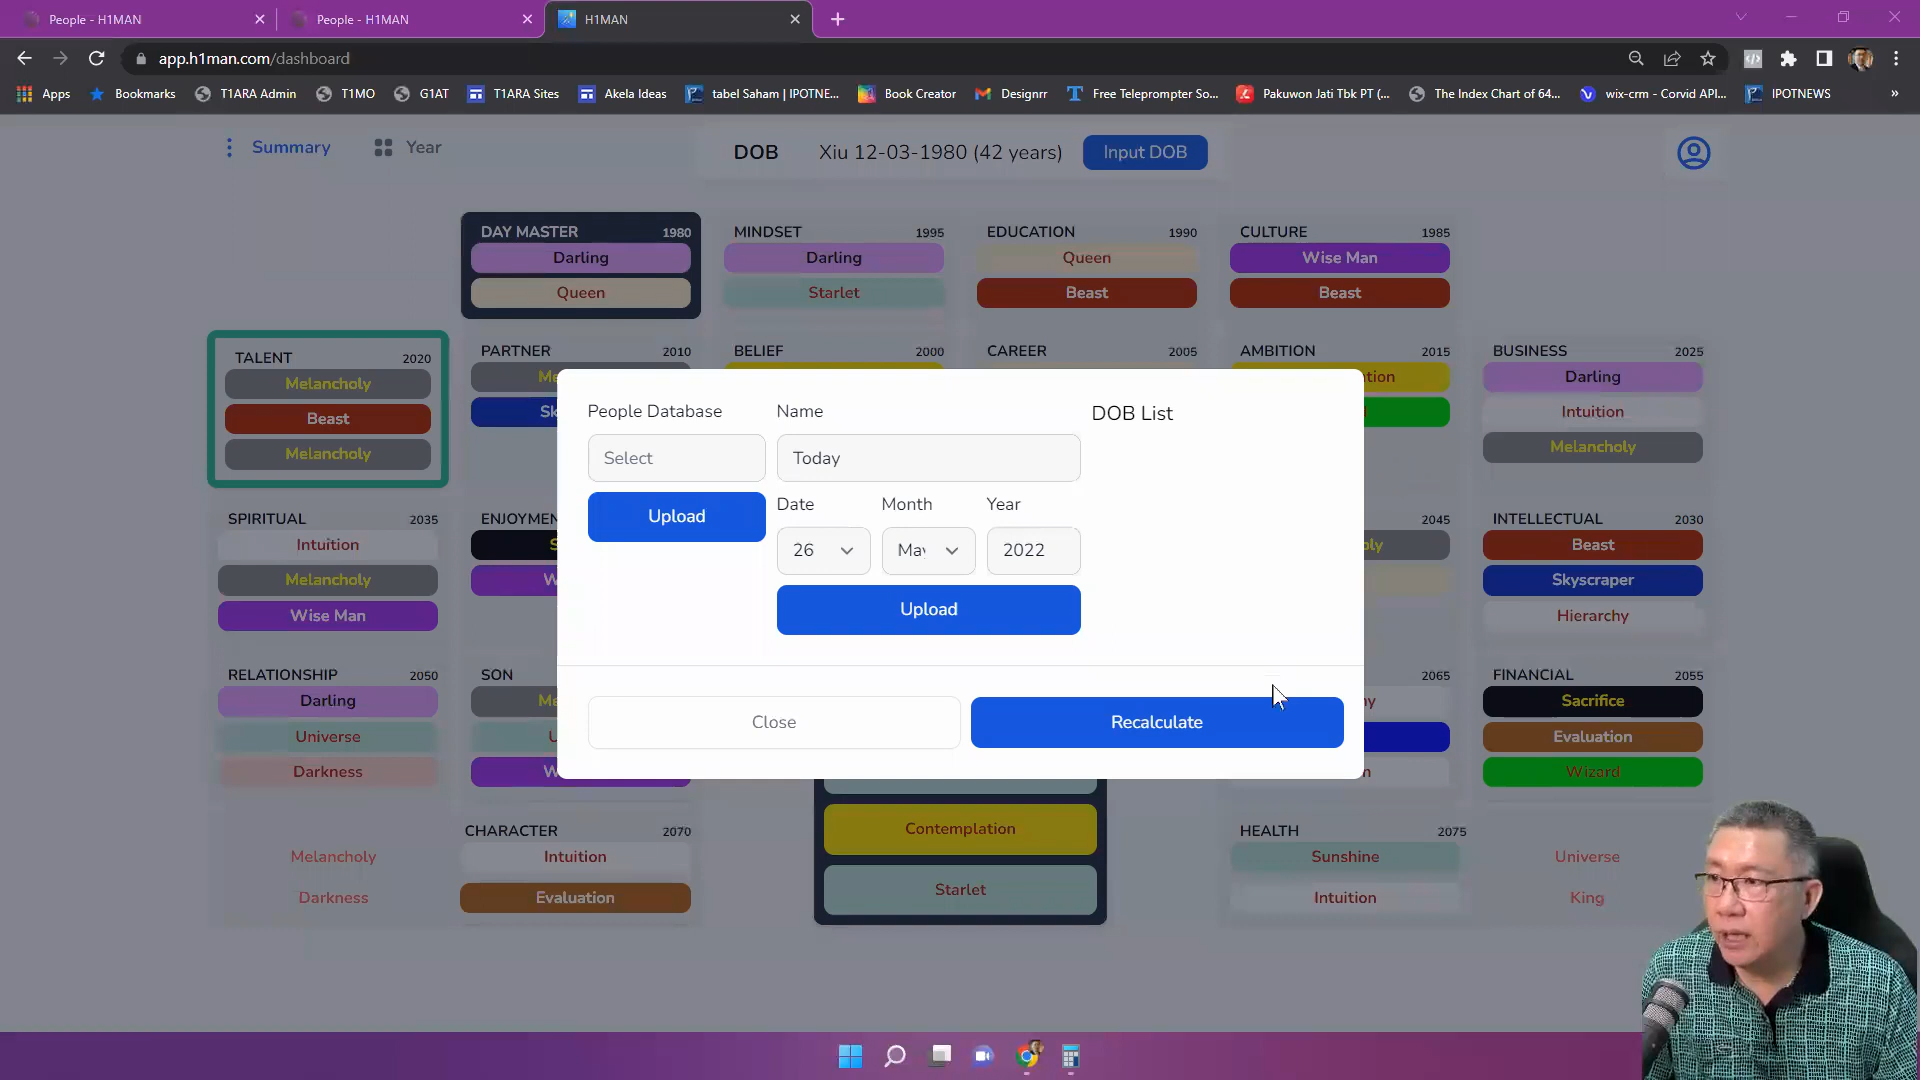 People - H1MAN
People - H1MAN
H1MAN
app.h1man.com/dashboard
Apps
Bookmarks
T1ARA Admin
T1MO
G1AT
T1ARA Sites
Akela Ideas
tabel Saham | IPOTNE...
Book Creator
Designrr
Free Teleprompter So...
Pakuwon Jati Tbk PT (...
The Index Chart of 64...
wix-crm - Corvid API...
IPOTNEWS
»
Summary
Year
DOB
Xiu 12-03-1980 (42 years)
Input DOB
DAY MASTER 1980
Darling
Queen
MINDSET 1995
Darling
Starlet
EDUCATION 1990
Queen
Beast
CULTURE 1985
Wise Man
Beast
TALENT 2020
Melancholy
Beast
Melancholy
PARTNER 2010
BELIEF 2000
CAREER 2005
AMBITION 2015
BUSINESS 2025
Darling
Intuition
Melancholy
People Database
Select
Upload
Name
Today
Date
Month
Year
26
May
2022
Upload
DOB List
Close
Recalculate
SPIRITUAL 2035
Intuition
Melancholy
Wise Man
2045
INTELLECTUAL 2030
Beast
Skyscraper
Hierarchy
RELATIONSHIP 2050
Darling
Universe
Darkness
SON
2065
FINANCIAL 2055
Sacrifice
Evaluation
Wizard
Melancholy
Darkness
CHARACTER 2070
Intuition
Evaluation
Contemplation
Starlet
HEALTH 2075
Sunshine
Intuition
Universe
King